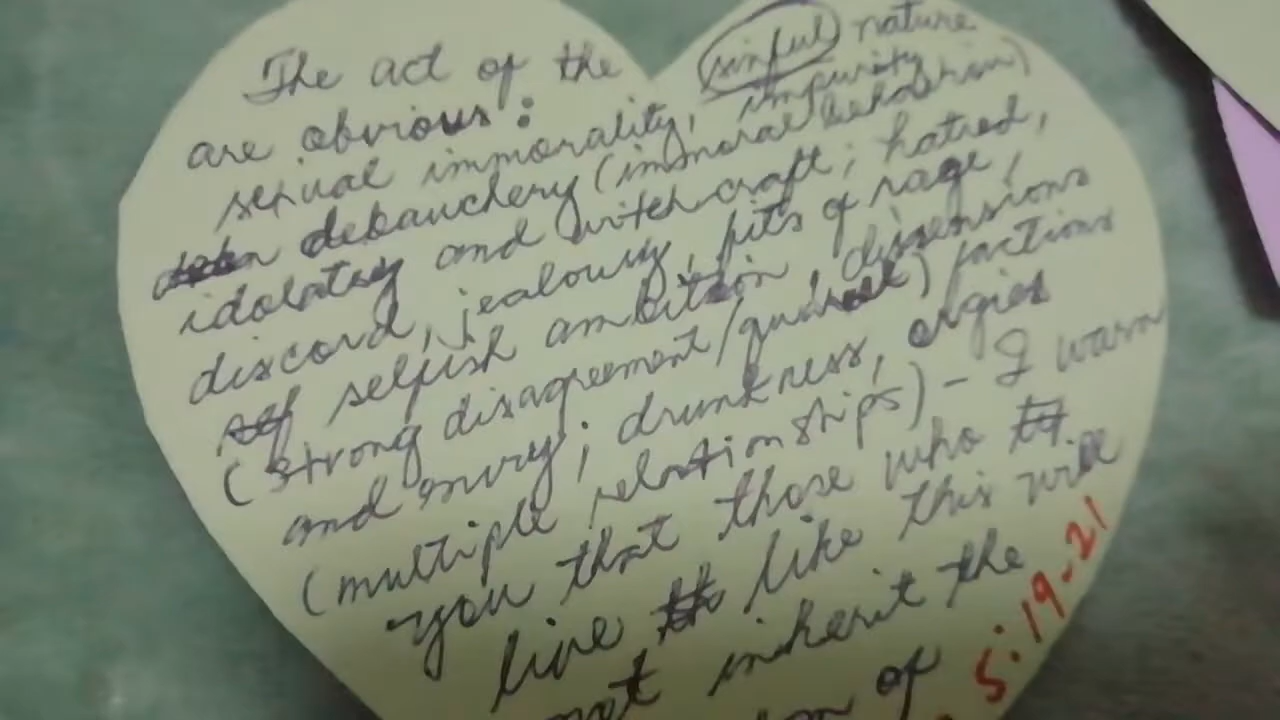 The act of the sinful nature
are obvious:
sexual immorality, impurity
debauchery (immoral behavior)
idolatry and witchcraft; hatred,
discord, jealousy, fits of rage,
self selfish ambition, dissensions
(strong disagreement/quarrel) factions
and envy; drunkness, orgies
(multiple relationships) - I warn
you that those who
live like this will
not inherit the
of
5:19-21